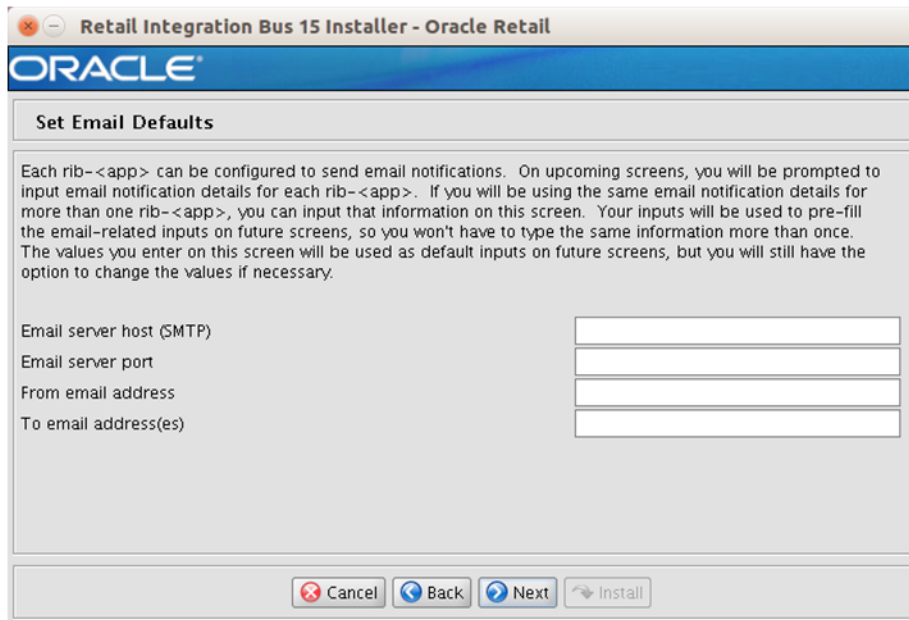 Retail Integration Bus 15 Installer - Oracle Retail
ORACLE®
Set Email Defaults
Each rib-<app> can be configured to send email notifications. On upcoming screens, you will be prompted to
input email notification details for each rib-<app>. If you will be using the same email notification details for
more than one rib-<app>, you can input that information on this screen. Your inputs will be used to pre-fill
the email-related inputs on future screens, so you won't have to type the same information more than once.
The values you enter on this screen will be used as default inputs on future screens, but you will still have the
option to change the values if necessary.
Email server host (SMTP)
Email server port
From email address
To email address(es)
Cancel Back Next Install